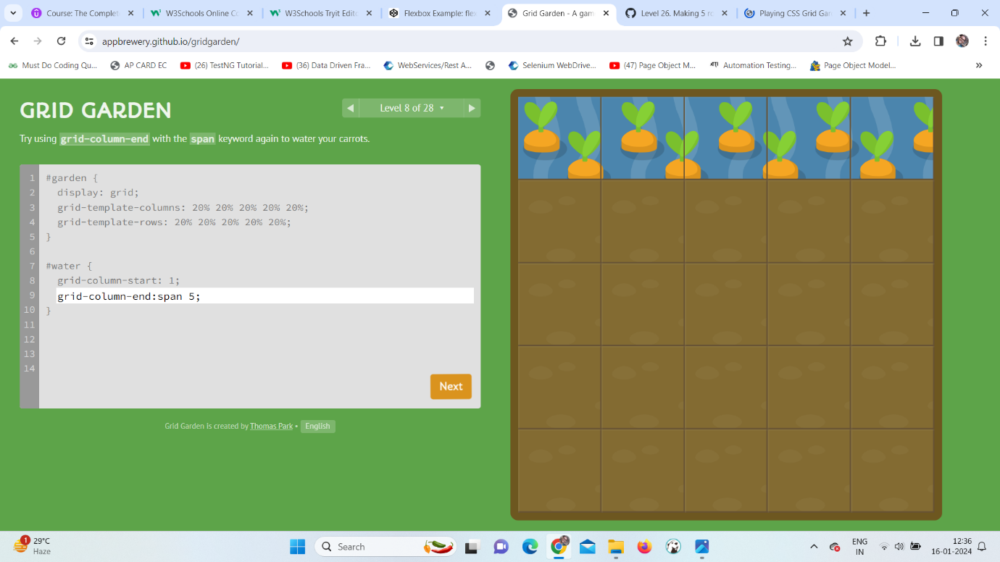 Course: The Complet
W3Schools Online Co
W3Schools Tryit Edito
Flexbox Example: flex
Grid Garden - A gam
Level 26. Making 5 ro
Playing CSS Grid Gar
appbrewery.github.io/gridgarden/
Must Do Coding Qu...
AP CARD EC
(26) TestNG Tutorial...
(36) Data Driven Fra...
WebServices/Rest A...
Selenium WebDrive...
(47) Page Object M...
Automation Testing...
Page Object Model...
GRID GARDEN
Level 8 of 28
Try using grid-column-end with the span keyword again to water your carrots.
1 #garden {
2 display: grid;
3 grid-template-columns: 20% 20% 20% 20% 20%;
4 grid-template-rows: 20% 20% 20% 20% 20%;
5 }
6
7 #water {
8 grid-column-start: 1;
9 grid-column-end:span 5;
10 }
11
12
13
14
Next
Grid Garden is created by Thomas Park • English
1
29°C
Haze
Search
ENG
IN
12:36
16-01-2024